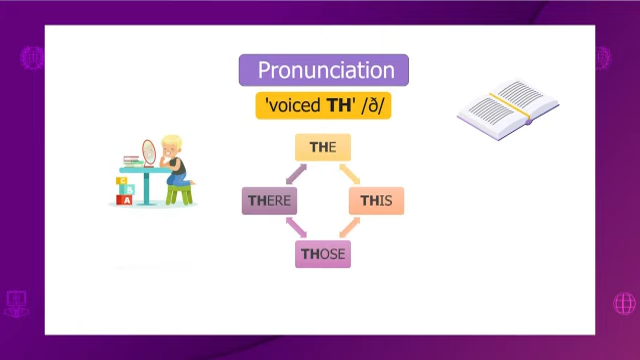 Pronunciation
'voiced TH' /ð/
THE
THERE
THIS
THOSE
C
B
A